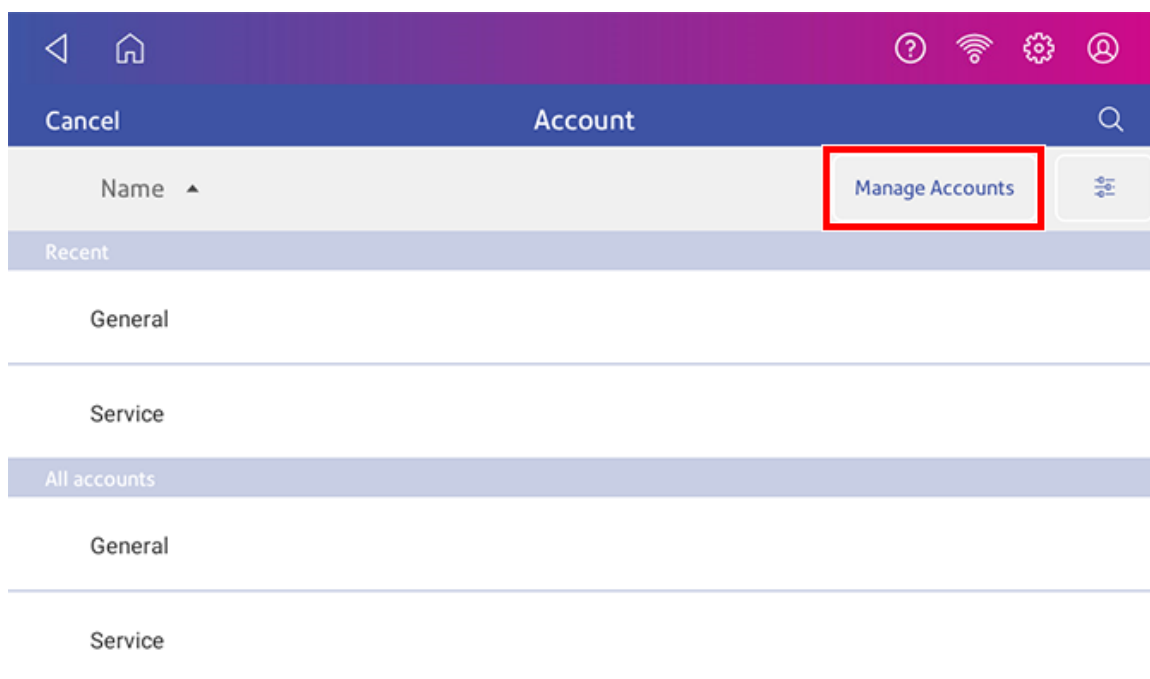 Cancel Account
Name Manage Accounts
Recent
General
Service
All accounts
General
Service